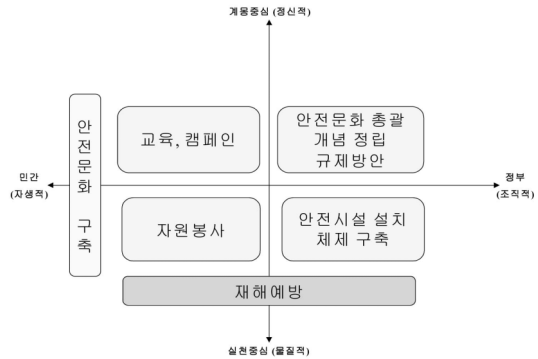 계몽중심 (정신적)
안전문화 구축
교육, 캠페인
안전문화 총괄
개념 정립
규제방안
민간
(자생적)
정부
(조직적)
자원봉사
안전시설 설치
체제 구축
재해예방
실천중심 (물질적)